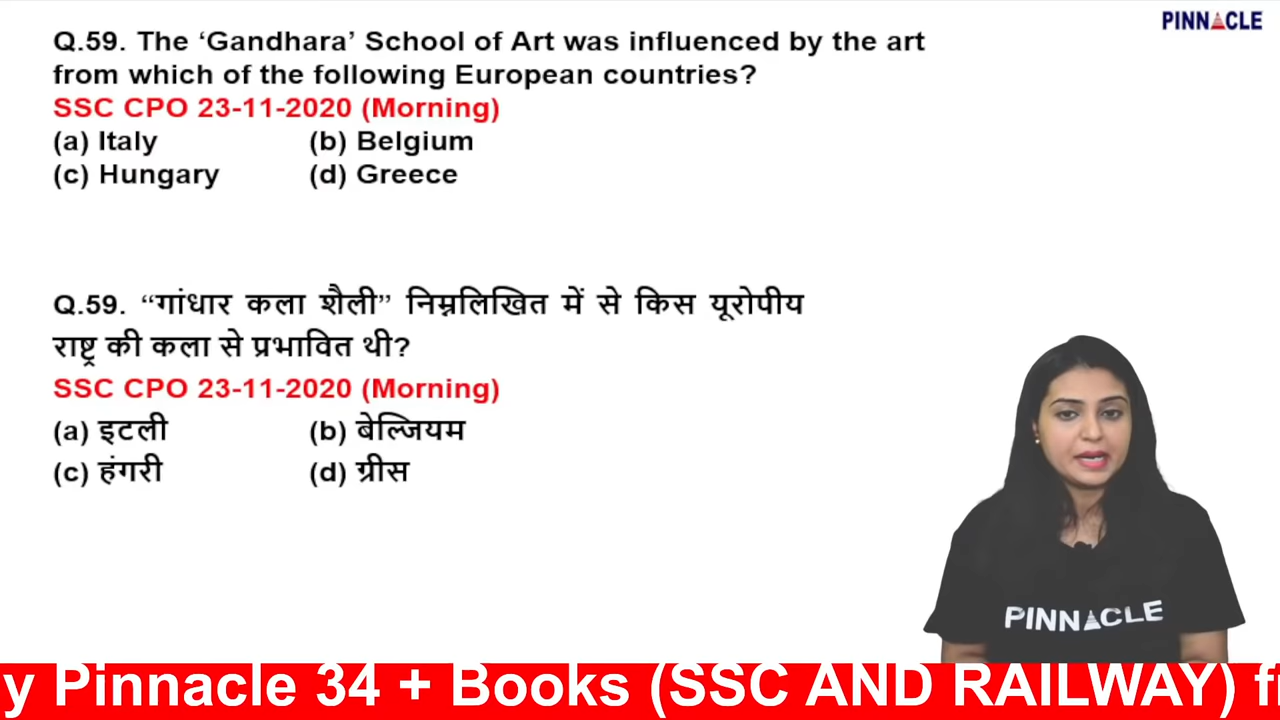 PINNACLE
Q.59. The ‘Gandhara’ School of Art was influenced by the art
from which of the following European countries?
SSC CPO 23-11-2020 (Morning)
(a) Italy (b) Belgium
(c) Hungary (d) Greece
Q.59. “गांधार कला शैली” निम्नलिखित में से किस यूरोपीय
राष्ट्र की कला से प्रभावित थी?
SSC CPO 23-11-2020 (Morning)
(a) इटली (b) बेल्जियम
(c) हंगरी (d) ग्रीस
PINNACLE
y Pinnacle 34 + Books (SSC AND RAILWAY) f